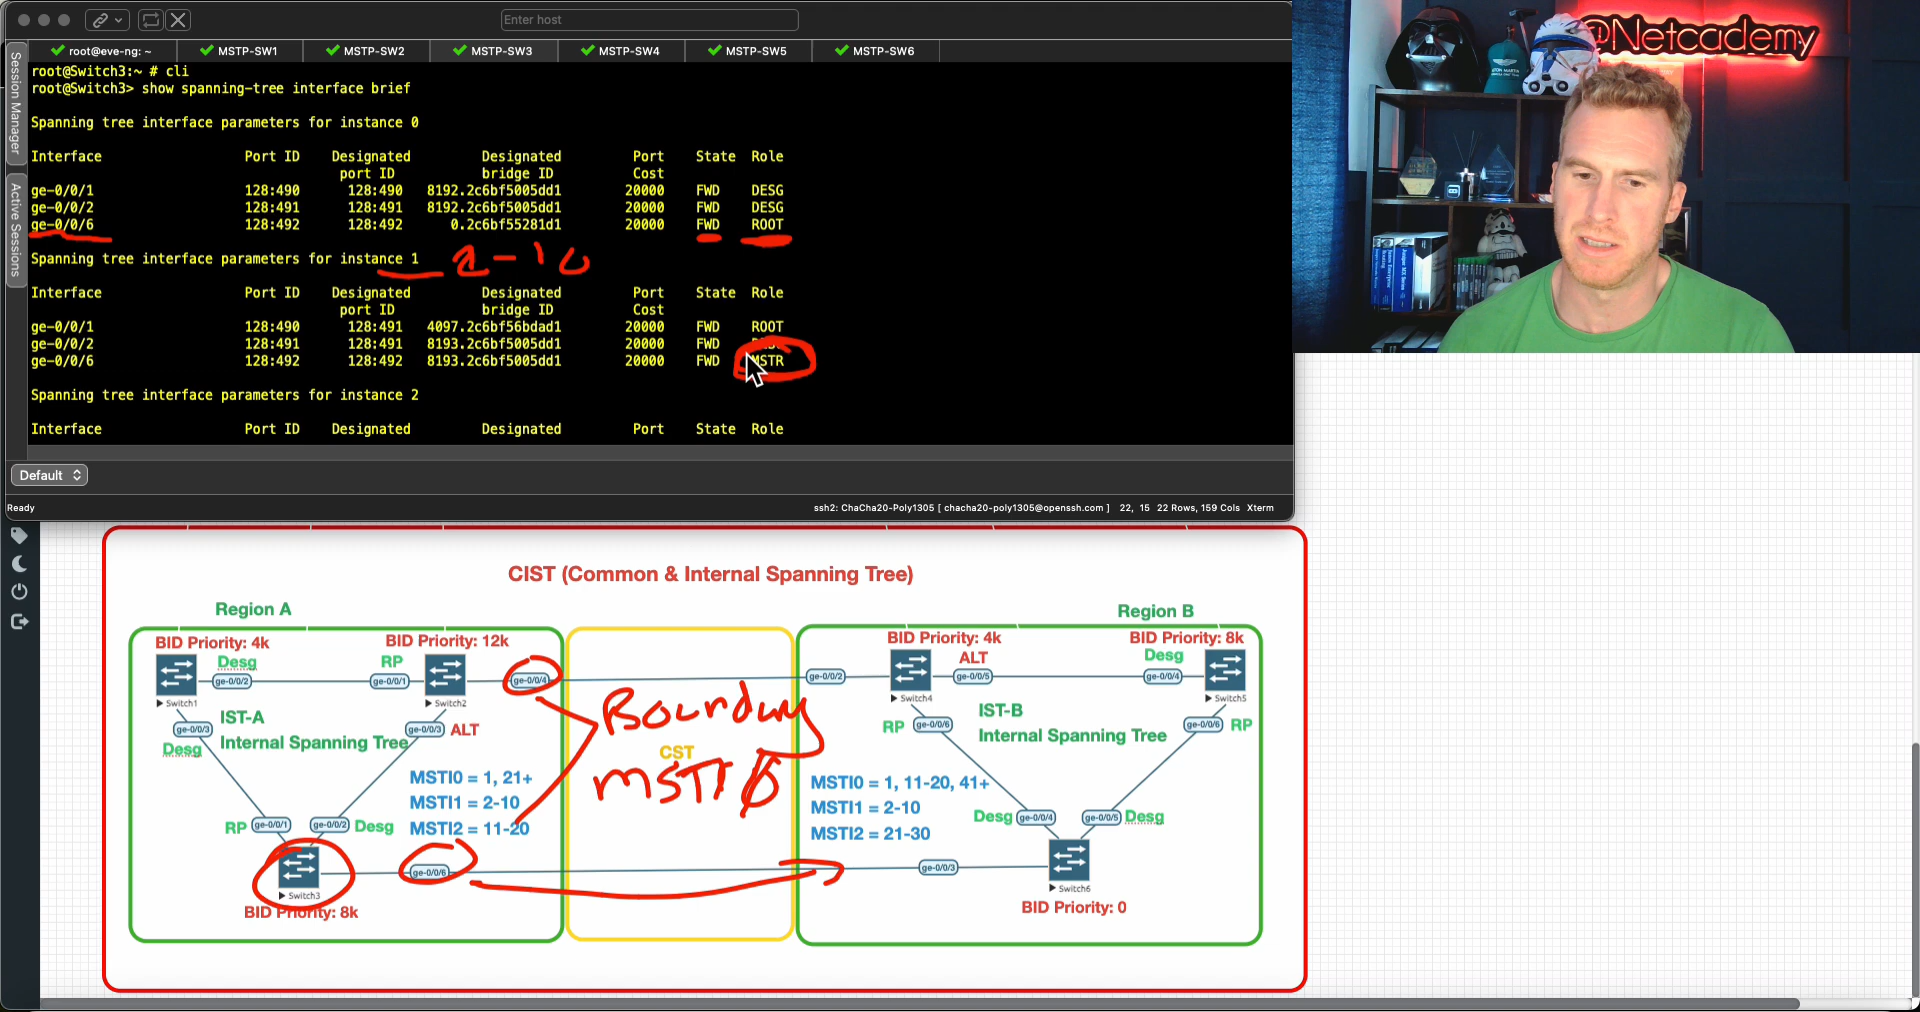 Enter host
root@eve-ng: ~ MSTP-SW1 MSTP-SW2 MSTP-SW3 MSTP-SW4 MSTP-SW5 MSTP-SW6
Session Manager
Active Sessions
root@Switch3:~ # cli
root@Switch3> show spanning-tree interface brief
Spanning tree interface parameters for instance 0
Interface Port ID Designated Designated Port State Role
port ID bridge ID Cost
ge-0/0/1 128:490 128:490 8192.2c6bf5005dd1 20000 FWD DESG
ge-0/0/2 128:491 128:491 8192.2c6bf5005dd1 20000 FWD DESG
ge-0/0/6 128:492 128:492 0.2c6bf55281d1 20000 FWD ROOT
Spanning tree interface parameters for instance 1 2-10
Interface Port ID Designated Designated Port State Role
port ID bridge ID Cost
ge-0/0/1 128:490 128:491 4097.2c6bf56bdad1 20000 FWD ROOT
ge-0/0/2 128:491 128:491 8193.2c6bf5005dd1 20000 FWD
ge-0/0/6 128:492 128:492 8193.2c6bf5005dd1 20000 FWD MSTR
Spanning tree interface parameters for instance 2
Interface Port ID Designated Designated Port State Role
Default
Ready
ssh2: ChaCha20-Poly1305 [ chacha20-poly1305@openssh.com ] 22, 15 22 Rows, 159 Cols Xterm
@Netcademy
CIST (Common & Internal Spanning Tree)
Region A
Region B
BID Priority: 4k
BID Priority: 12k
BID Priority: 4k
BID Priority: 8k
Desg
RP
ALT
Desg
ge-0/0/2
ge-0/0/1
ge-0/0/4
ge-0/0/2
ge-0/0/5
ge-0/0/4
Switch1
Switch2
Switch4
Switch5
ge-0/0/3
Desg
IST-A
Internal Spanning Tree
ge-0/0/3
ALT
Boundary
CST
MSTI 0
RP
ge-0/0/6
IST-B
Internal Spanning Tree
ge-0/0/6
RP
MSTI0 = 1, 21+
MSTI1 = 2-10
MSTI2 = 11-20
MSTI0 = 1, 11-20, 41+
MSTI1 = 2-10
MSTI2 = 21-30
RP
ge-0/0/1
ge-0/0/2
Desg
Desg
ge-0/0/4
ge-0/0/5
Desg
ge-0/0/6
ge-0/0/3
Switch3
Switch6
BID Priority: 8k
BID Priority: 0